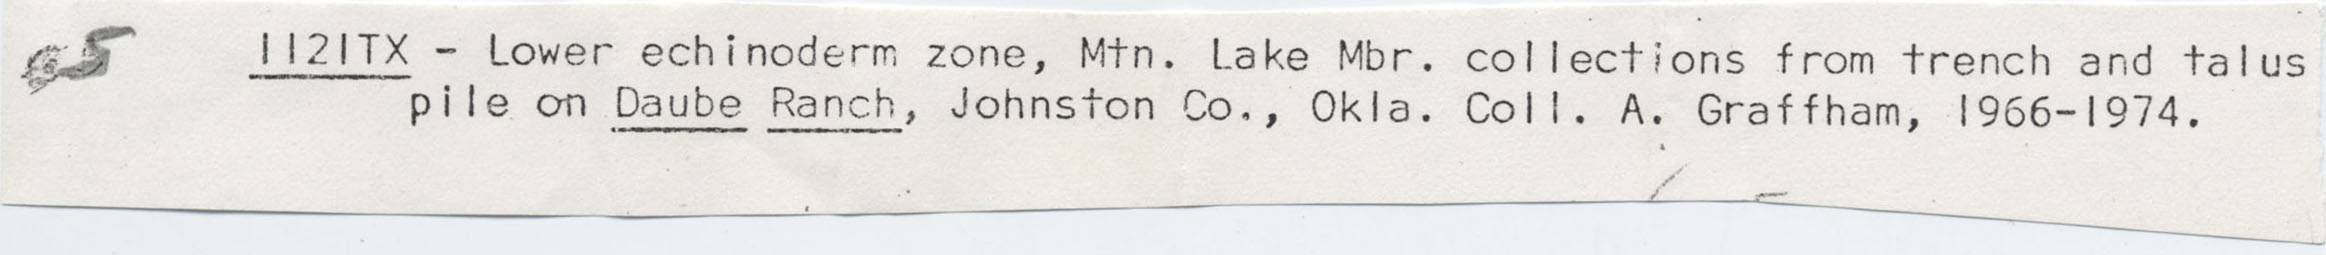 1121TX - Lower echinoderm zone, Mtn. Lake Mbr. collections from trench and talus
pile on Daube Ranch, Johnston Co., Okla. Coll. A. Graffham, 1966-1974.